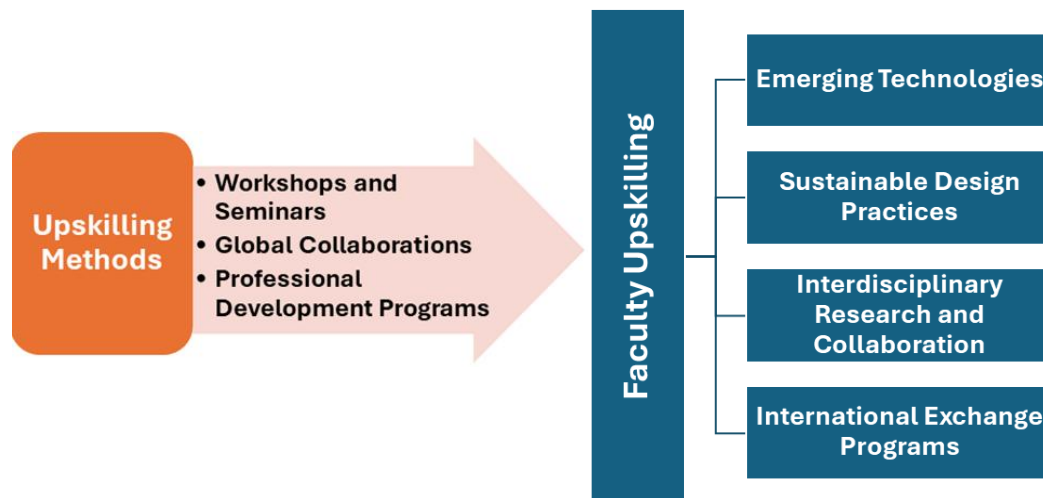 Upskilling
Methods
• Workshops and
Seminars
• Global Collaborations
• Professional
Development Programs
Faculty Upskilling
Emerging Technologies
Sustainable Design
Practices
Interdisciplinary
Research and
Collaboration
International Exchange
Programs